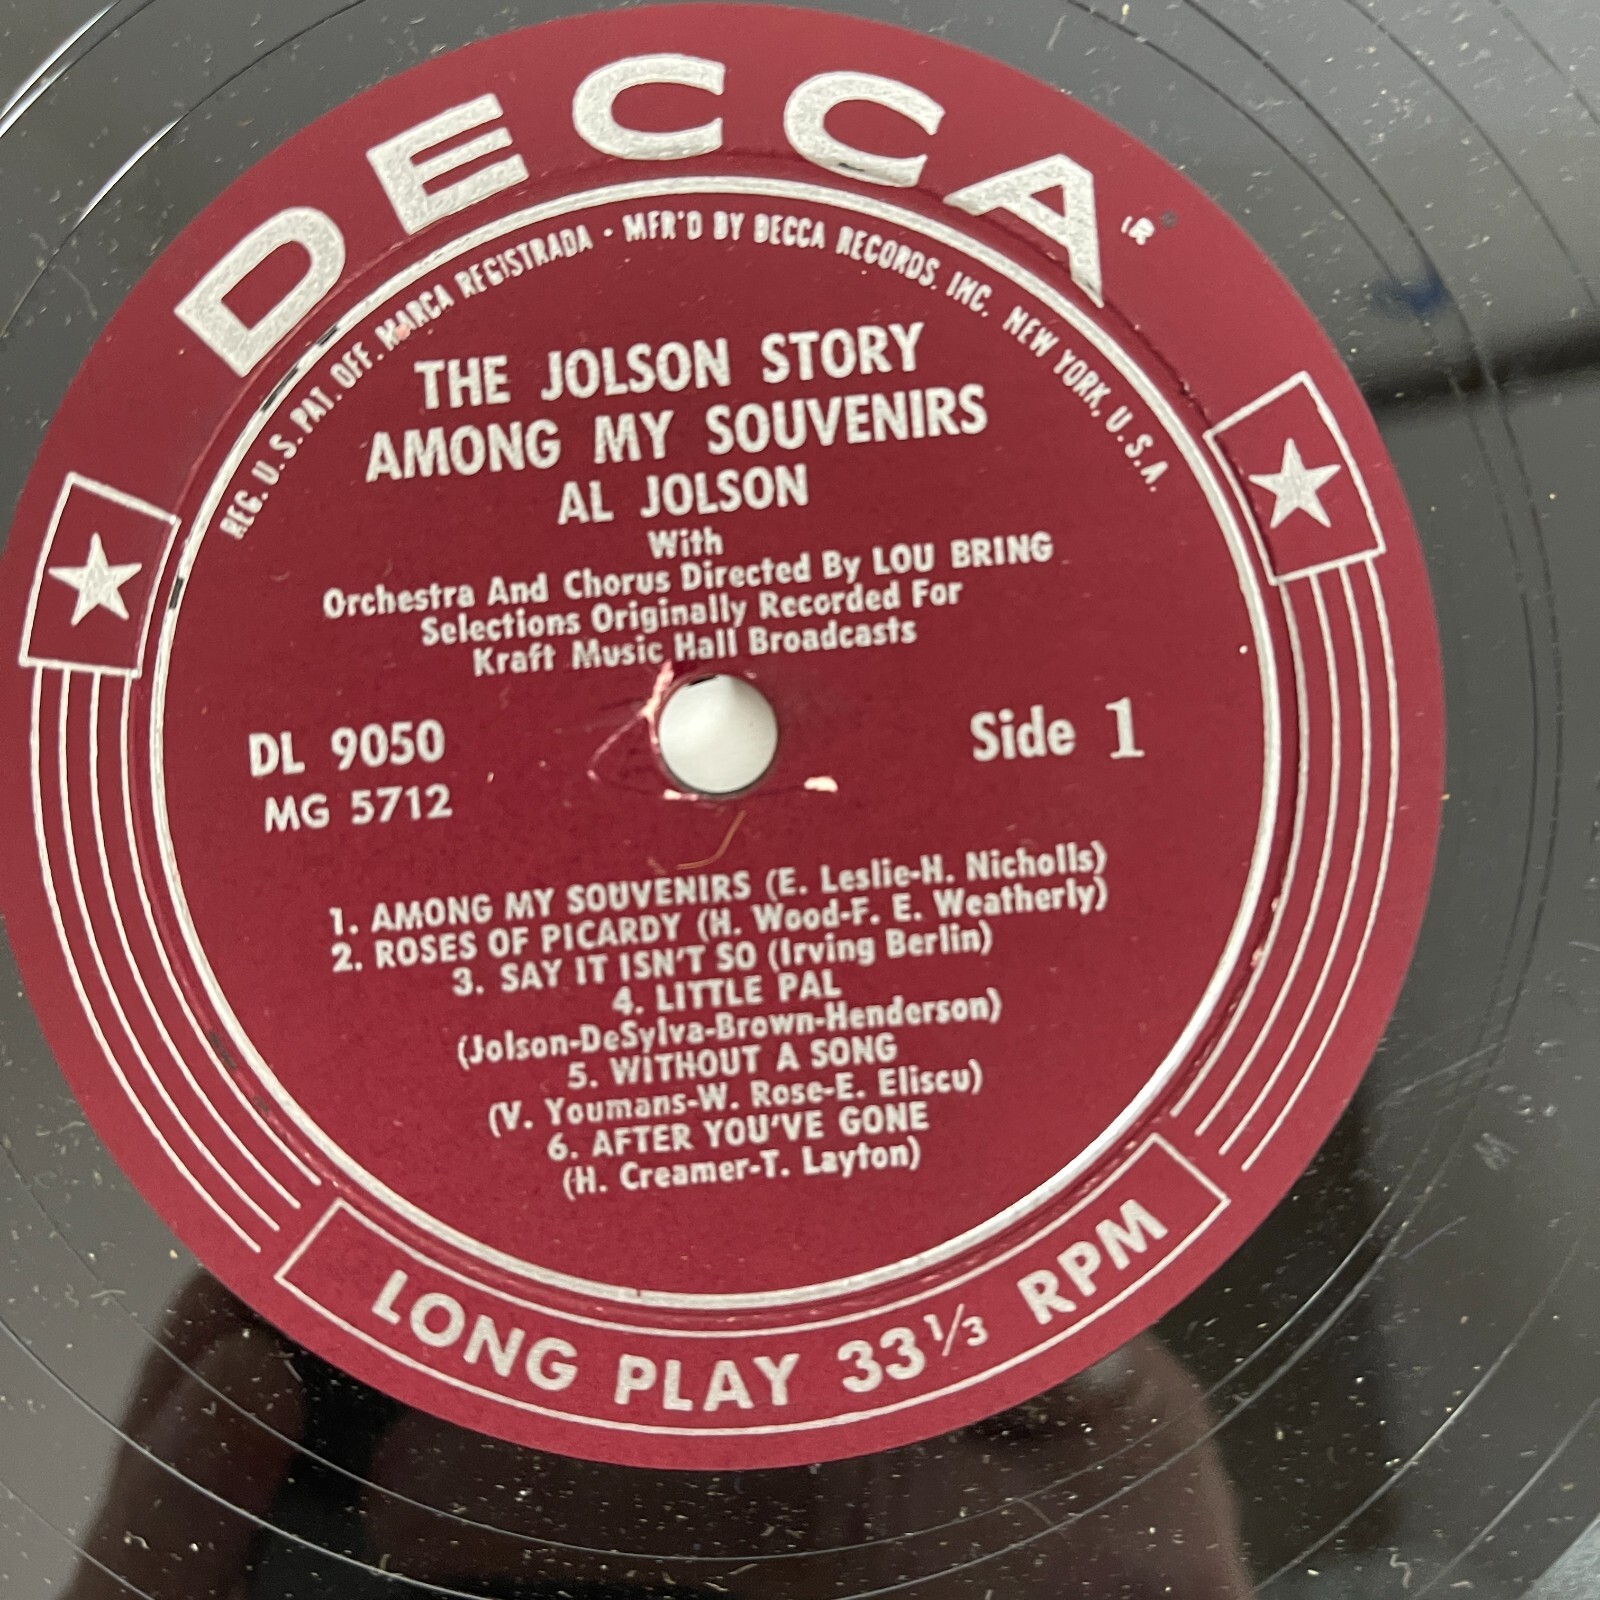 DECCA
®
REG. U.S. PAT. OFF. MARCA REGISTRADA • MFR'D BY DECCA RECORDS, INC. NEW YORK, U.S.A.
THE JOLSON STORY
AMONG MY SOUVENIRS
AL JOLSON
With
Orchestra And Chorus Directed By LOU BRING
Selections Originally Recorded For
Kraft Music Hall Broadcasts
DL 9050
MG 5712
Side 1
1. AMONG MY SOUVENIRS (E. Leslie-H. Nicholls)
2. ROSES OF PICARDY (H. Wood-F. E. Weatherly)
3. SAY IT ISN'T SO (Irving Berlin)
4. LITTLE PAL
(Jolson-DeSylva-Brown-Henderson)
5. WITHOUT A SONG
(V. Youmans-W. Rose-E. Eliscu)
6. AFTER YOU'VE GONE
(H. Creamer-T. Layton)
LONG PLAY 33⅓ RPM